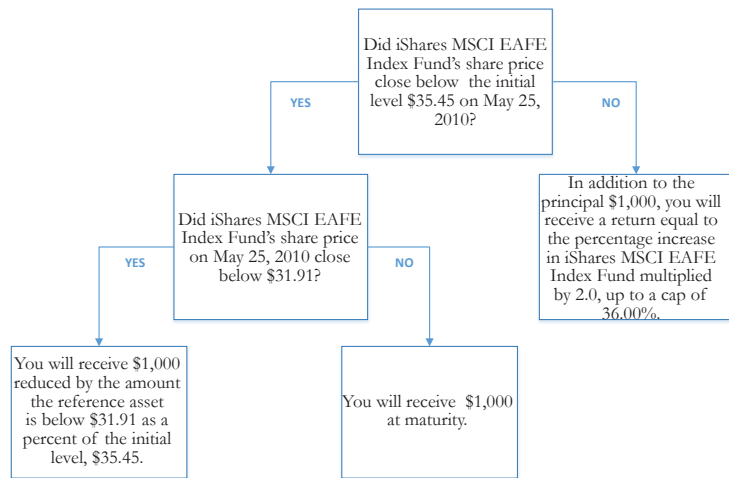 Did iShares MSCI EAFE
Index Fund's share price
close below the initial
level $35.45 on May 25,
2010?
YES
NO
Did iShares MSCI EAFE
Index Fund's share price
on May 25, 2010 close
below $31.91?
In addition to the
principal $1,000, you will
receive a return equal to
the percentage increase
in iShares MSCI EAFE
Index Fund multiplied
by 2.0, up to a cap of
36.00%.
YES
NO
You will receive $1,000
reduced by the amount
the reference asset
is below $31.91 as a
percent of the initial
level, $35.45.
You will receive $1,000
at maturity.